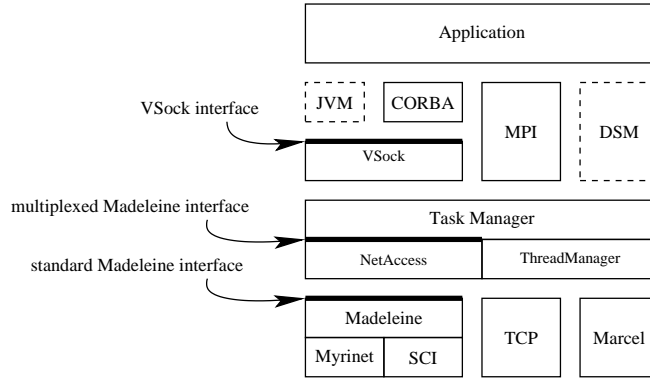 Application
JVM
CORBA
VSock interface
MPI
DSM
VSock
multiplexed Madeleine interface
Task Manager
NetAccess
ThreadManager
standard Madeleine interface
Madeleine
TCP
Marcel
Myrinet
SCI